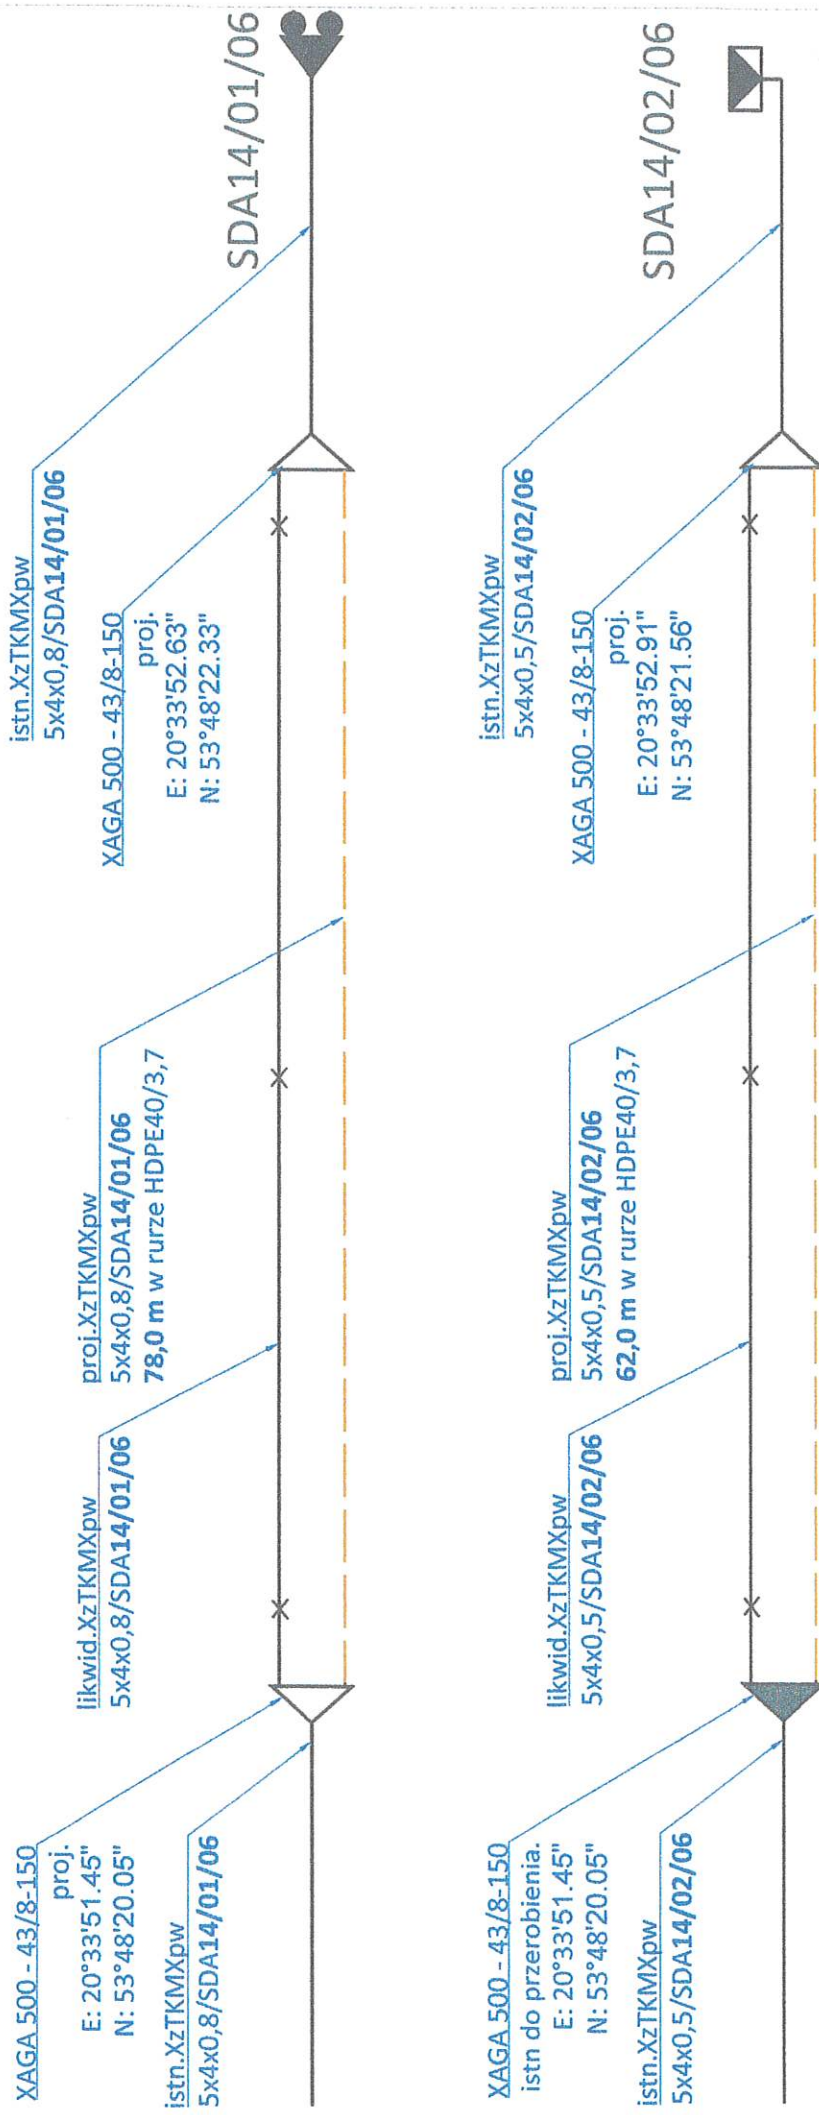 XAGA 500 - 43/8-150
proj.
E: 20°33'51.45"
N: 53°48'20.05"
istn.XzTKMXpw
5x4x0,8/SDA14/01/06
likwid.XzTKMXpw
5x4x0,8/SDA14/01/06
proj.XzTKMXpw
5x4x0,8/SDA14/01/06
78,0 m w rurze HDPE40/3,7
istn.XzTKMXpw
5x4x0,8/SDA14/01/06
XAGA 500 - 43/8-150
proj.
E: 20°33'52.63"
N: 53°48'22.33"
SDA14/01/06
XAGA 500 - 43/8-150
istn do przerobienia.
E: 20°33'51.45"
N: 53°48'20.05"
istn.XzTKMXpw
5x4x0,5/SDA14/02/06
likwid.XzTKMXpw
5x4x0,5/SDA14/02/06
proj.XzTKMXpw
5x4x0,5/SDA14/02/06
62,0 m w rurze HDPE40/3,7
istn.XzTKMXpw
5x4x0,5/SDA14/02/06
XAGA 500 - 43/8-150
proj.
E: 20°33'52.91"
N: 53°48'21.56"
SDA14/02/06